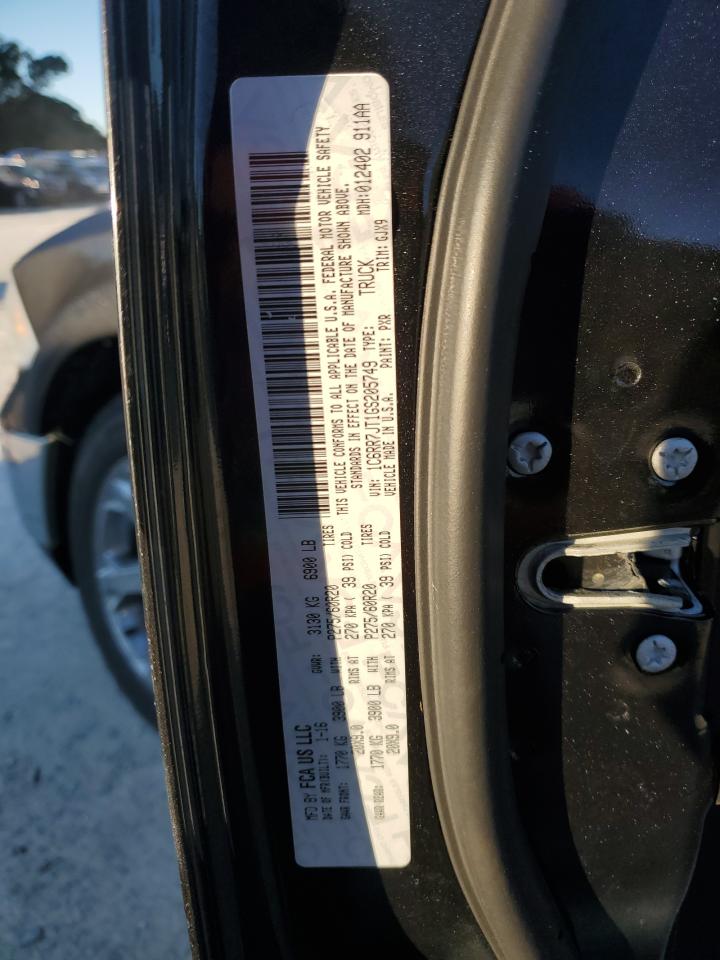 MFD BY FCA US LLC
DATE OF MFR(BUILT): 1-16 GVWR: 3130 KG 6900 LB
GAWR FRONT: 1770 KG 3900 LB WITH P275/60R20 TIRES
20X9.0 RIMS AT 270 KPA( 39 PSI) COLD
GAWR REAR: 1770 KG 3900 LB WITH P275/60R20 TIRES
20X9.0 RIMS AT 270 KPA( 39 PSI) COLD
THIS VEHICLE CONFORMS TO ALL APPLICABLE U.S.A. FEDERAL MOTOR VEHICLE SAFETY
STANDARDS IN EFFECT ON THE DATE OF MANUFACTURE SHOWN ABOVE.
VIN: 1C6RR7JT1GS205749 TYPE: TRUCK MDH:012402 911AA
VEHICLE MADE IN U.S.A. PAINT: PXR TRIM: GJX9